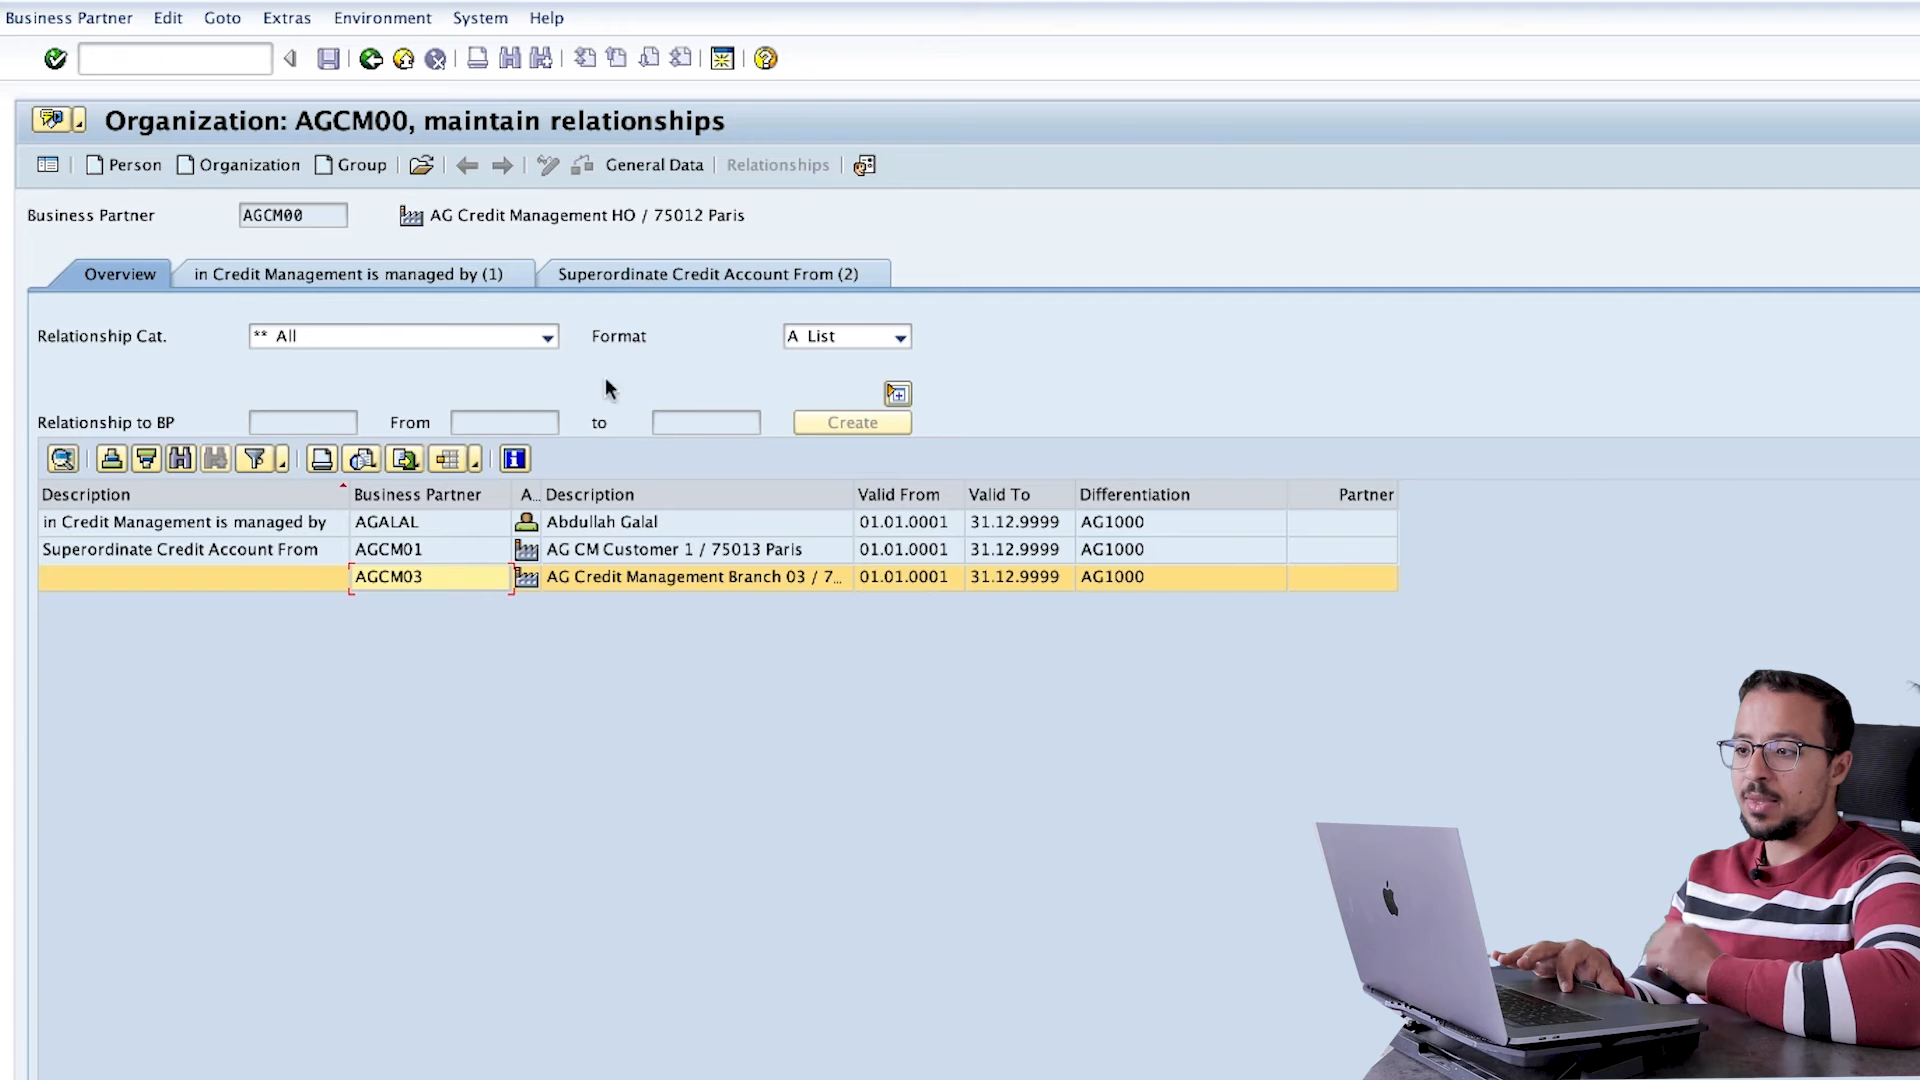 Business Partner Edit Goto Extras Environment System Help
Organization: AGCM00, maintain relationships
Person Organization Group General Data Relationships
Business Partner AGCM00 AG Credit Management HO / 75012 Paris
Overview in Credit Management is managed by (1) Superordinate Credit Account From (2)
Relationship Cat. ** All Format A List
Relationship to BP From to Create
Description Business Partner A.. Description Valid From Valid To Differentiation Partner
in Credit Management is managed by AGALAL Abdullah Galal 01.01.0001 31.12.9999 AG1000
Superordinate Credit Account From AGCM01 AG CM Customer 1 / 75013 Paris 01.01.0001 31.12.9999 AG1000
AGCM03 AG Credit Management Branch 03 / 7... 01.01.0001 31.12.9999 AG1000